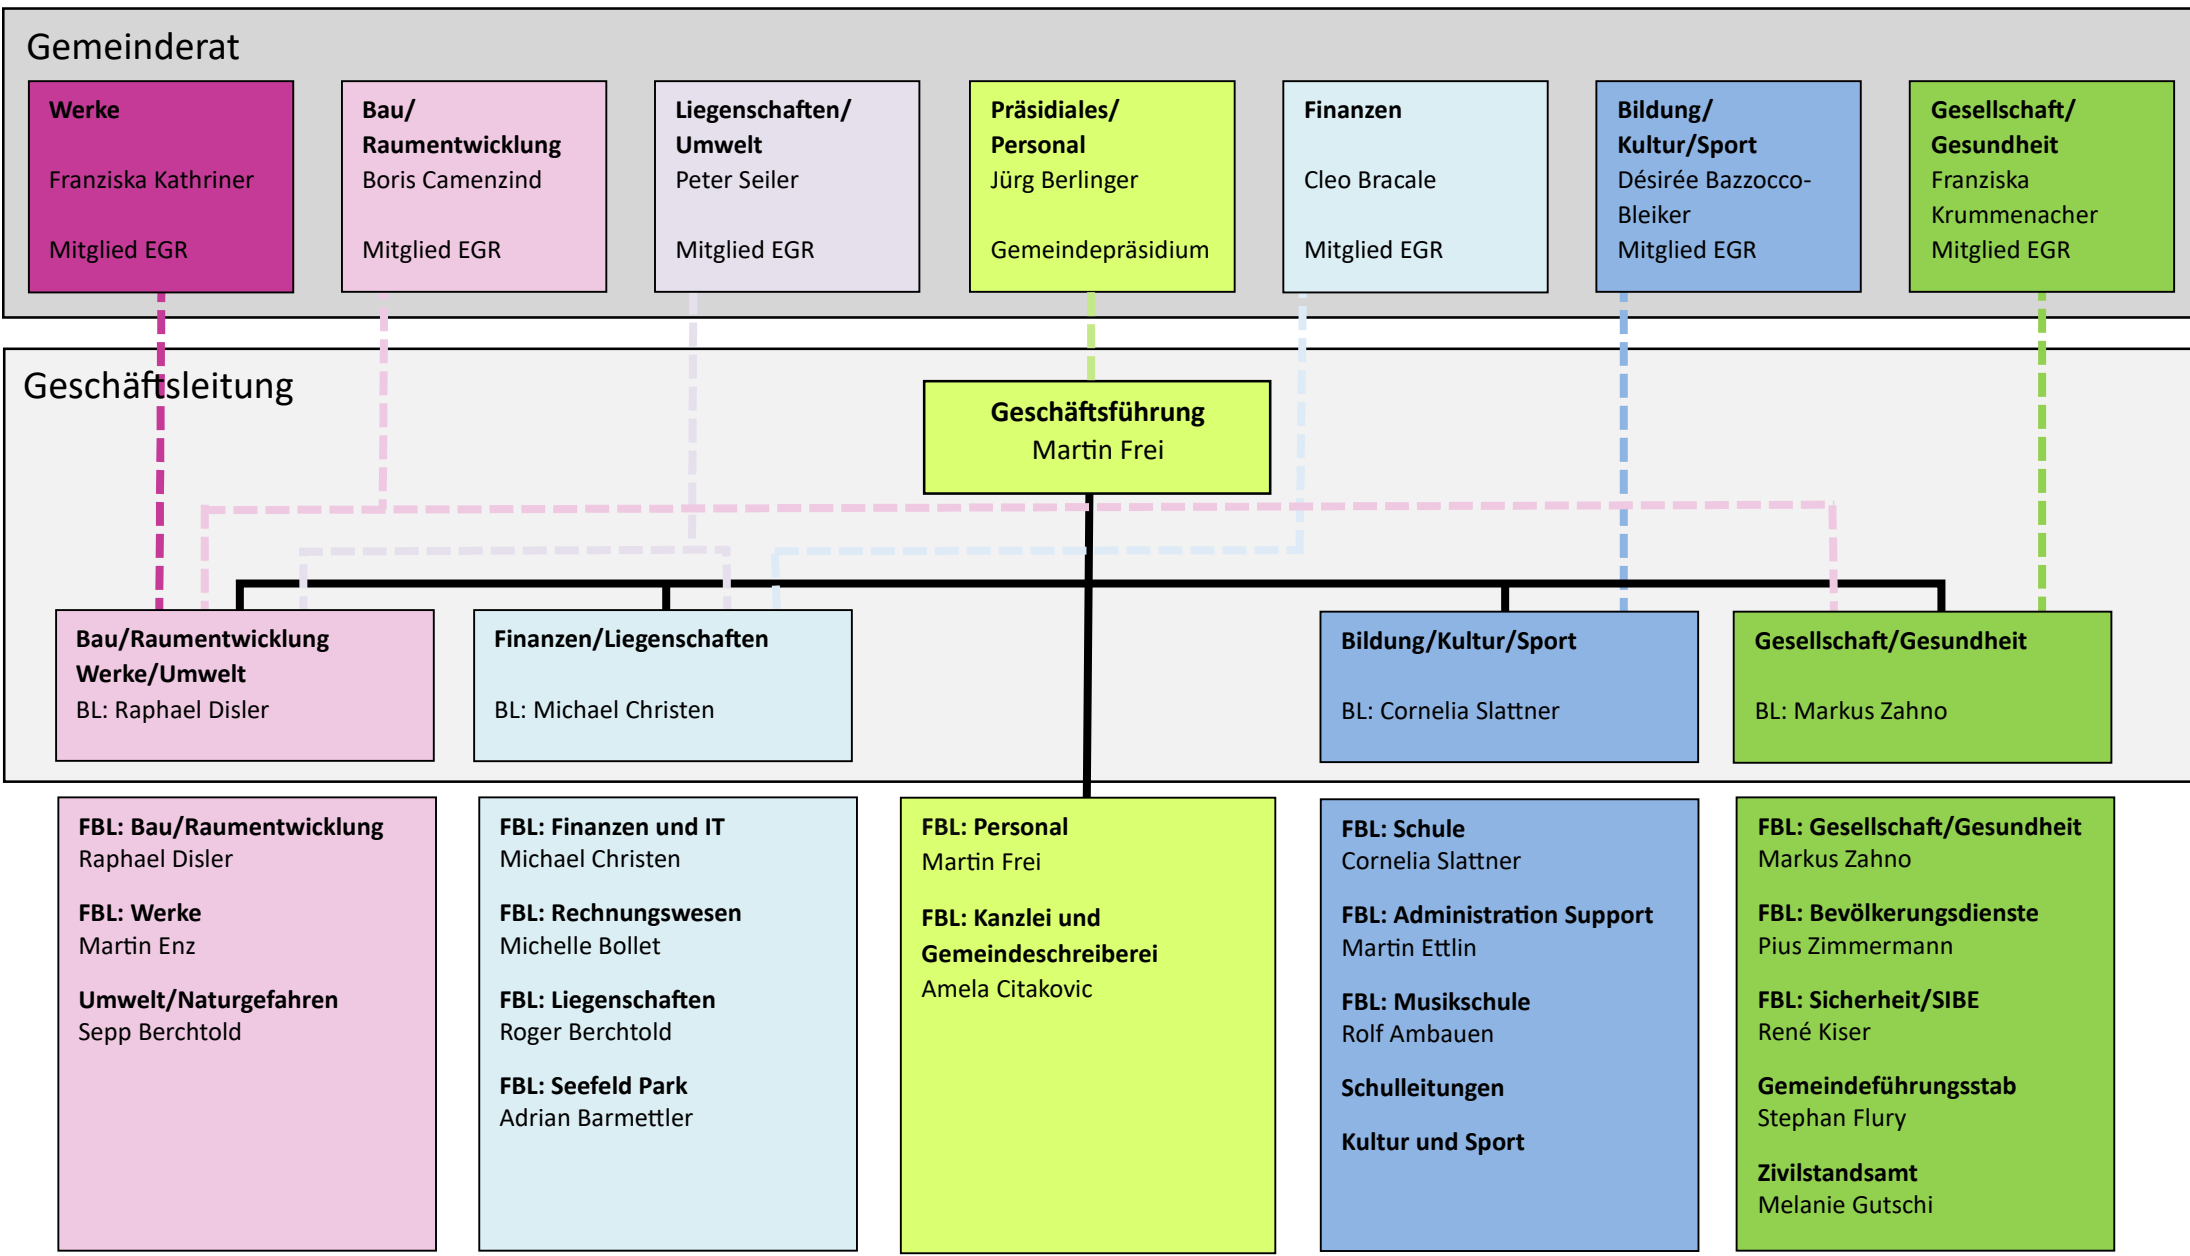 Gemeinderat
Werke
Franziska Kathriner
Mitglied EGR
Bau/
Raumentwicklung
Boris Camenzind
Mitglied EGR
Liegenschaften/
Umwelt
Peter Seiler
Mitglied EGR
Präsidiales/
Personal
Jürg Berlinger
Gemeindepräsidium
Finanzen
Cleo Bracale
Mitglied EGR
Bildung/
Kultur/Sport
Désirée Bazzocco-
Bleiker
Mitglied EGR
Gesellschaft/
Gesundheit
Franziska
Krummenacher
Mitglied EGR
Geschäftsleitung
Geschäftsführung
Martin Frei
Bau/Raumentwicklung
Werke/Umwelt
BL: Raphael Disler
Finanzen/Liegenschaften
BL: Michael Christen
Bildung/Kultur/Sport
BL: Cornelia Slattner
Gesellschaft/Gesundheit
BL: Markus Zahno
FBL: Bau/Raumentwicklung
Raphael Disler
FBL: Werke
Martin Enz
Umwelt/Naturgefahren
Sepp Berchtold
FBL: Finanzen und IT
Michael Christen
FBL: Rechnungswesen
Michelle Bollet
FBL: Liegenschaften
Roger Berchtold
FBL: Seefeld Park
Adrian Barmettler
FBL: Personal
Martin Frei
FBL: Kanzlei und
Gemeindeschreiberei
Amela Citakovic
FBL: Schule
Cornelia Slattner
FBL: Administration Support
Martin Ettlin
FBL: Musikschule
Rolf Ambauen
Schulleitungen
Kultur und Sport
FBL: Gesellschaft/Gesundheit
Markus Zahno
FBL: Bevölkerungsdienste
Pius Zimmermann
FBL: Sicherheit/SIBE
René Kiser
Gemeindeführungsstab
Stephan Flury
Zivilstandsamt
Melanie Gutschi